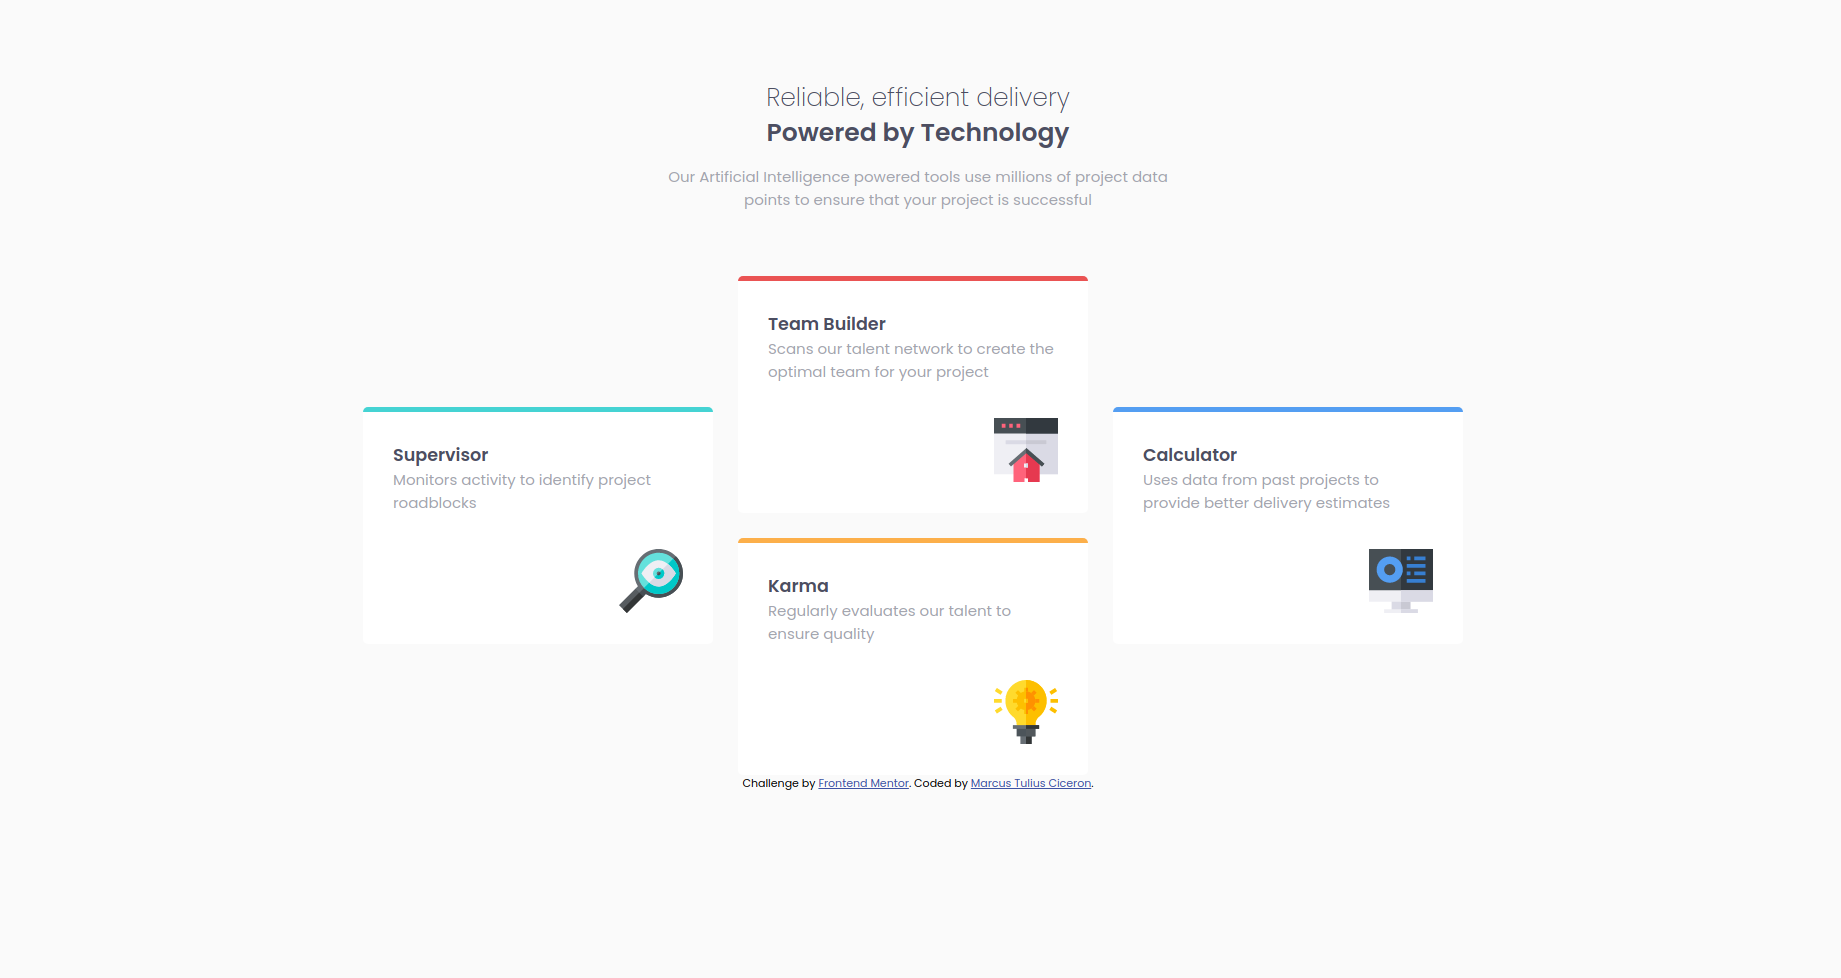 Reliable, efficient delivery
Powered by Technology
Our Artificial Intelligence powered tools use millions of project data
points to ensure that your project is successful
Team Builder
Scans our talent network to create the
optimal team for your project
Supervisor
Monitors activity to identify project
roadblocks
Calculator
Uses data from past projects to
provide better delivery estimates
Karma
Regularly evaluates our talent to
ensure quality
Challenge by Frontend Mentor. Coded by Marcus Tulius Ciceron.